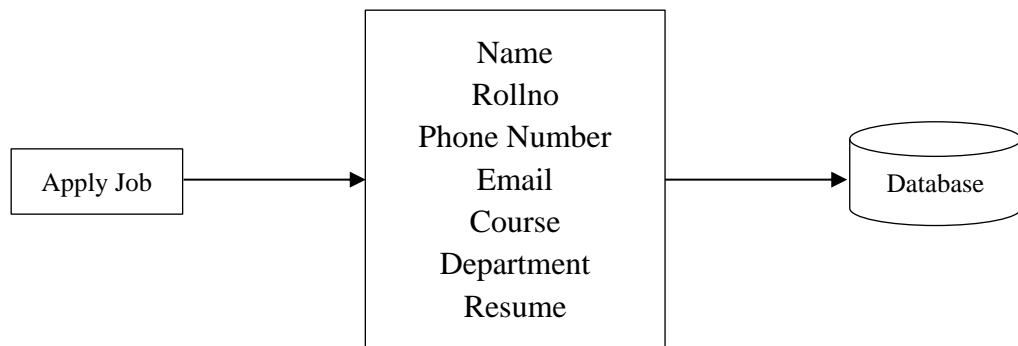 Apply Job
Name
Rollno
Phone Number
Email
Course
Department
Resume
Database